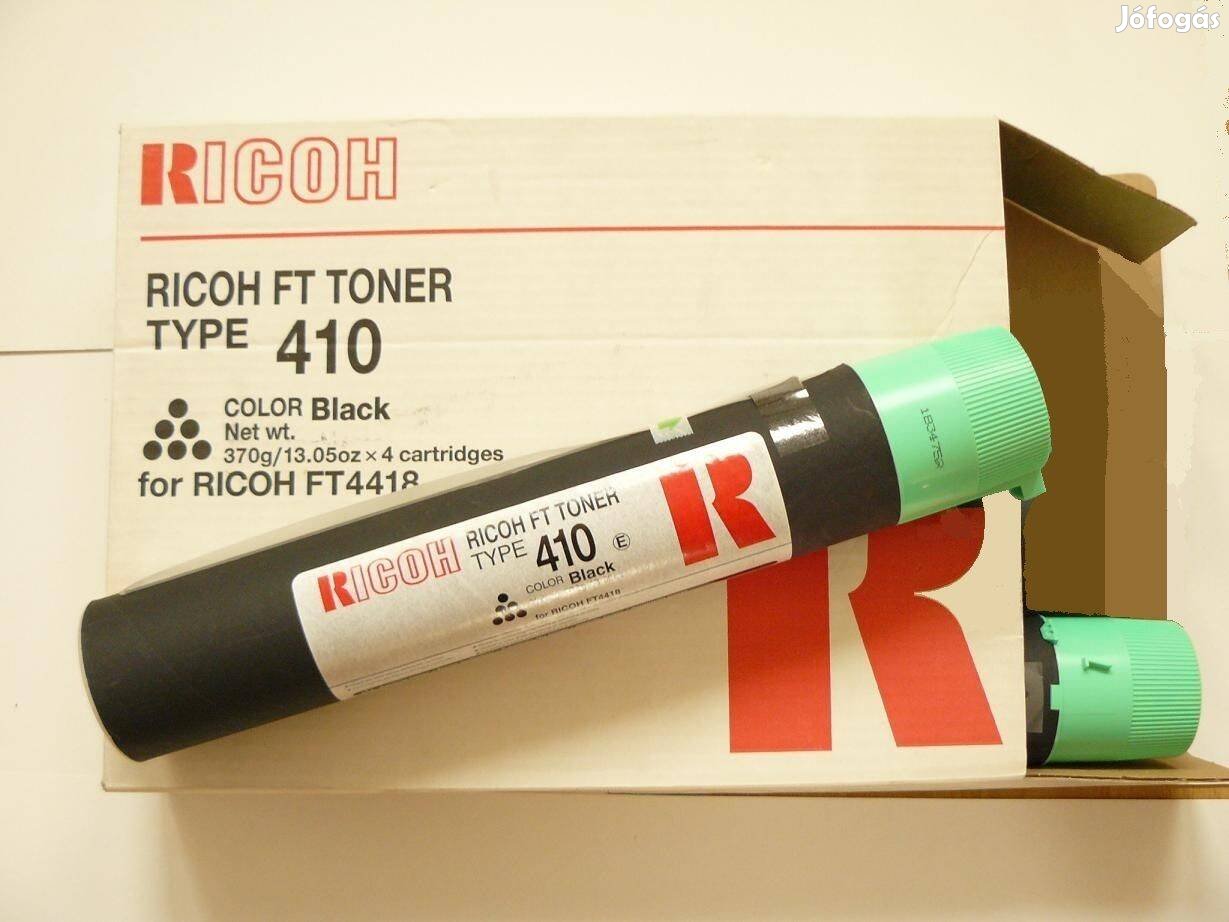 Jófogás
RICOH
RICOH FT TONER
TYPE 410
COLOR Black
Net wt.
370g/13.05oz × 4 cartridges
for RICOH FT4418
RICOH
RICOH FT TONER
TYPE 410 E
COLOR Black
for RICOH FT4418
R